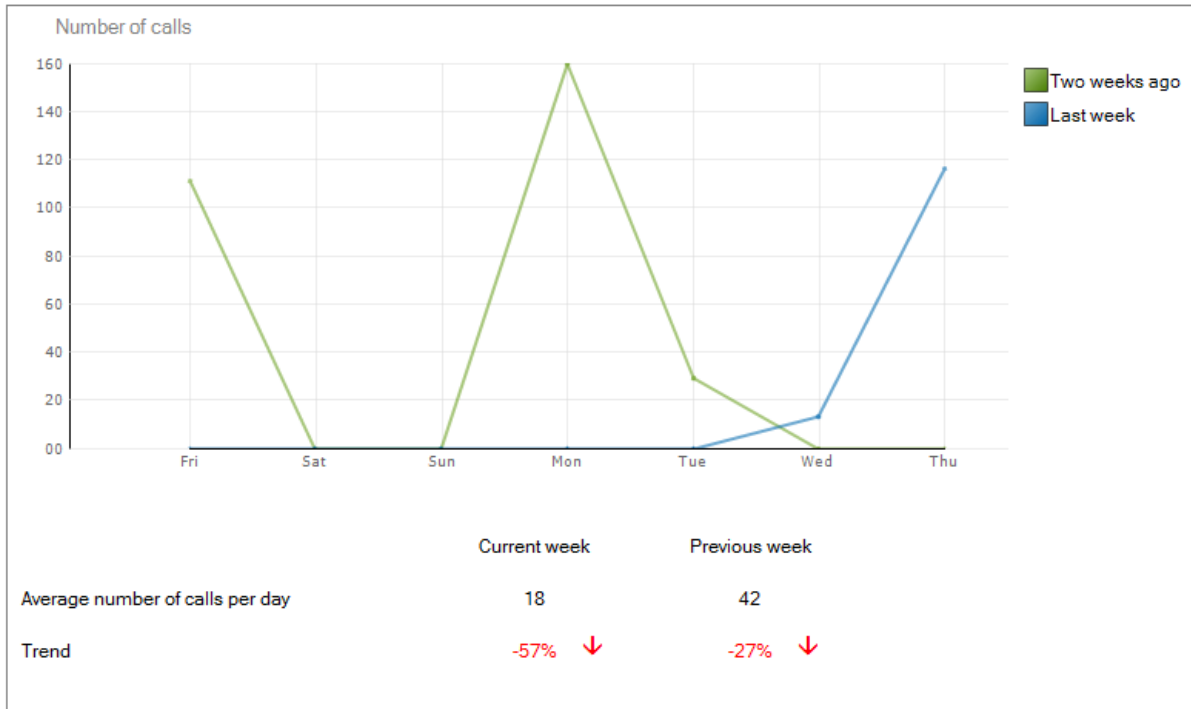 Number of calls
160
140
120
100
80
60
40
20
00
Fri Sat Sun Mon Tue Wed Thu
Two weeks ago
Last week
Current week Previous week
Average number of calls per day 18 42
Trend -57% ↓ -27% ↓